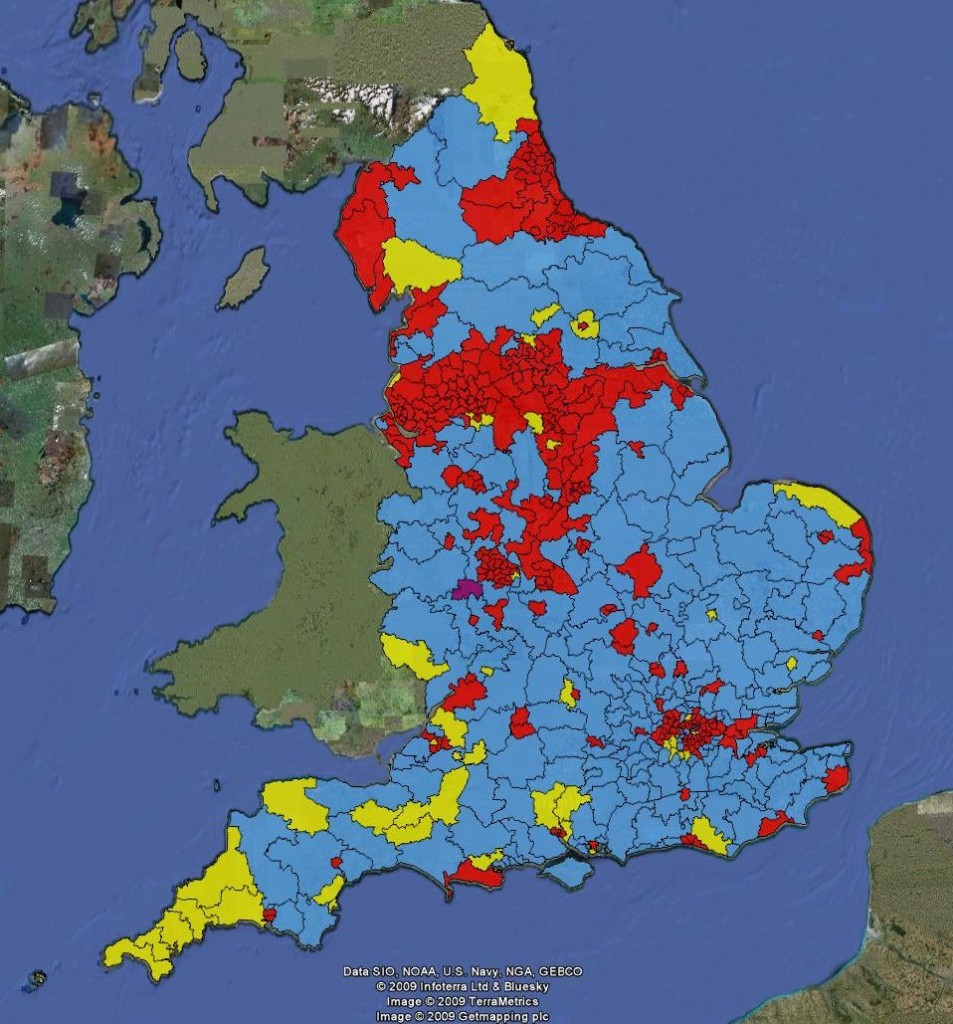 Data SIO, NOAA, U.S. Navy, NGA, GEBCO
© 2009 Infoterra Ltd & Bluesky
Image © 2009 TerraMetrics
Image © 2009 Getmapping plc